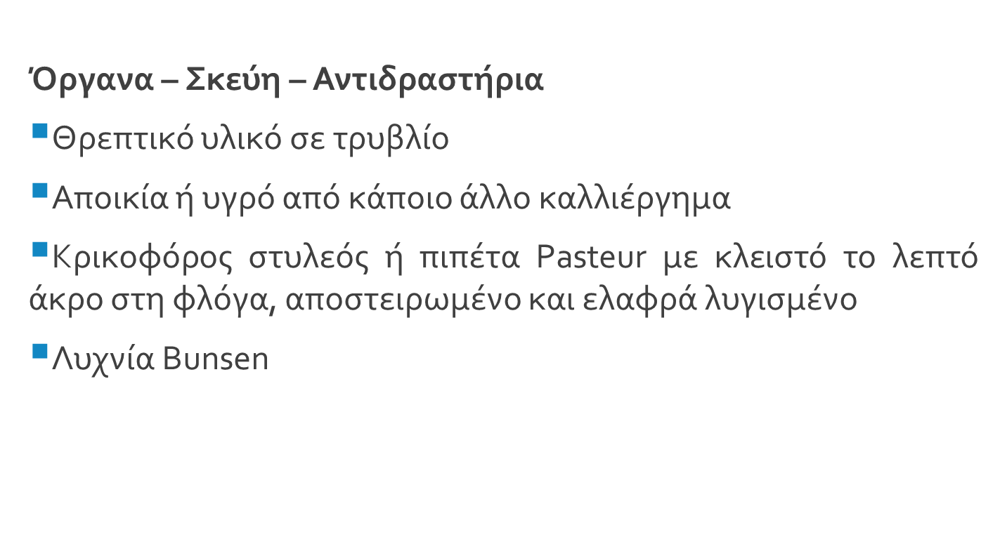 Όργανα – Σκεύη – Αντιδραστήρια
▪Θρεπτικό υλικό σε τρυβλίο
▪Αποικία ή υγρό από κάποιο άλλο καλλιέργημα
▪Κρικοφόρος στυλεός ή πιπέτα Pasteur με κλειστό το λεπτό
άκρο στη φλόγα, αποστειρωμένο και ελαφρά λυγισμένο
▪Λυχνία Bunsen